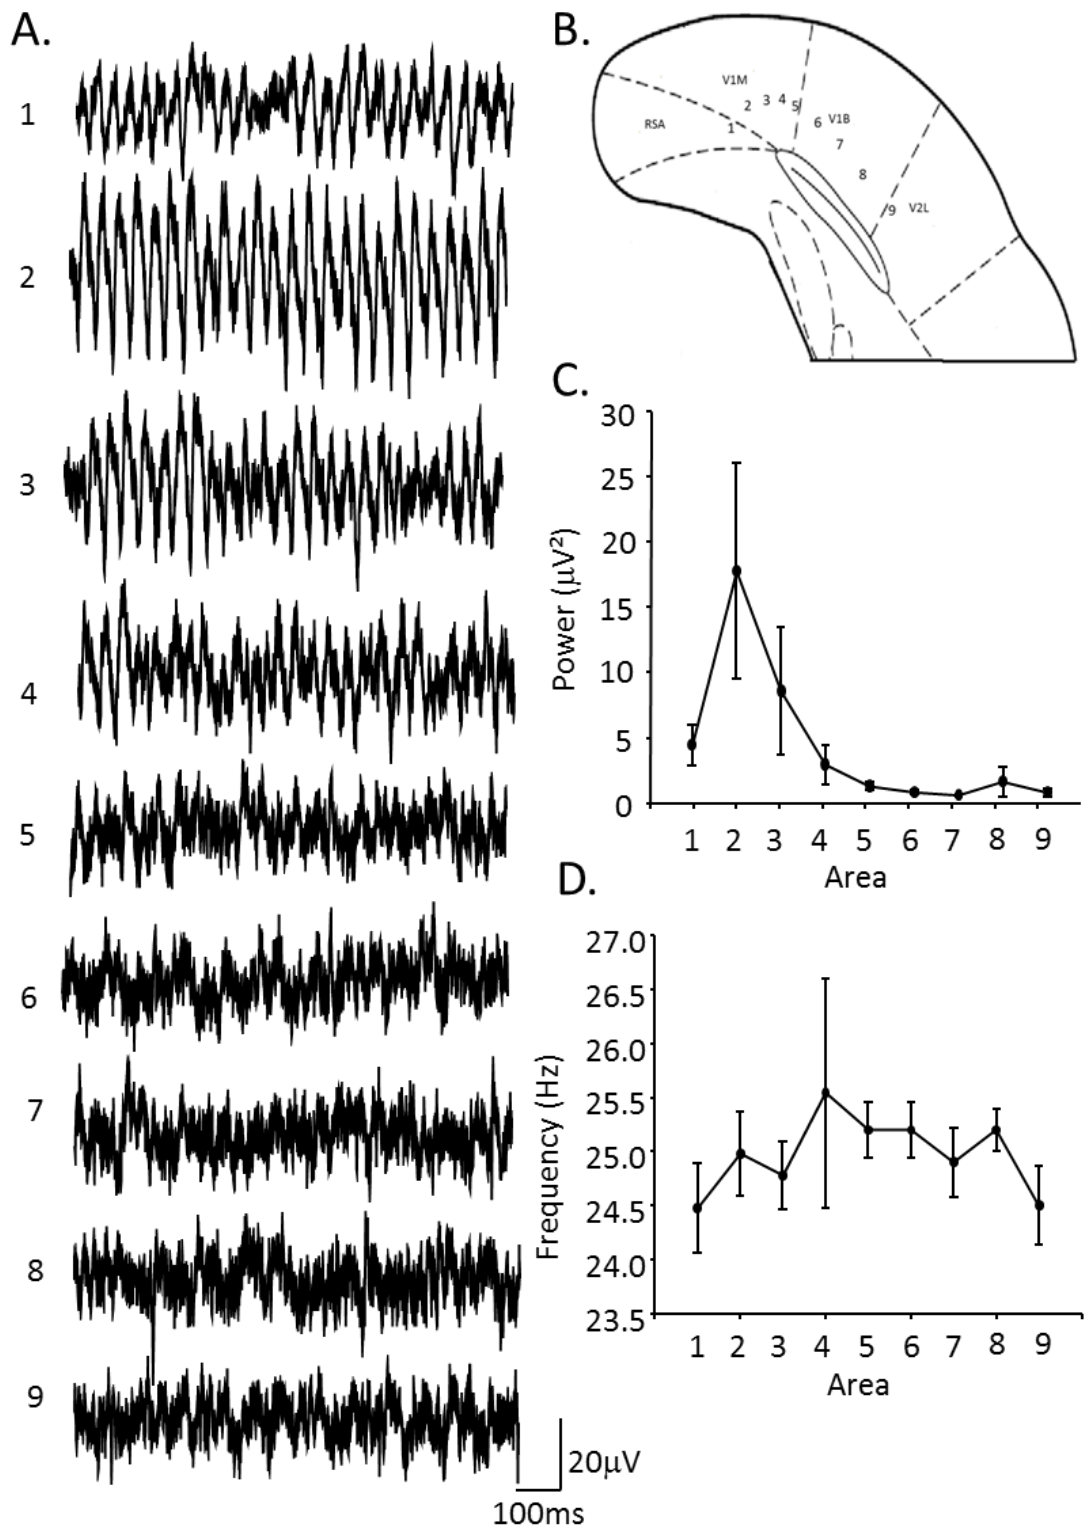 A.
1
2
3
4
5
6
7
8
9
20μV
100ms
B.
V1M
2 3 4 5
RSA 1
6 V1B
7
8
9 V2L
C.
30
25
20
15
10
5
0
Power (μV²)
1 2 3 4 5 6 7 8 9
Area
D.
27.0
26.5
26.0
25.5
25.0
24.5
24.0
23.5
Frequency (Hz)
1 2 3 4 5 6 7 8 9
Area